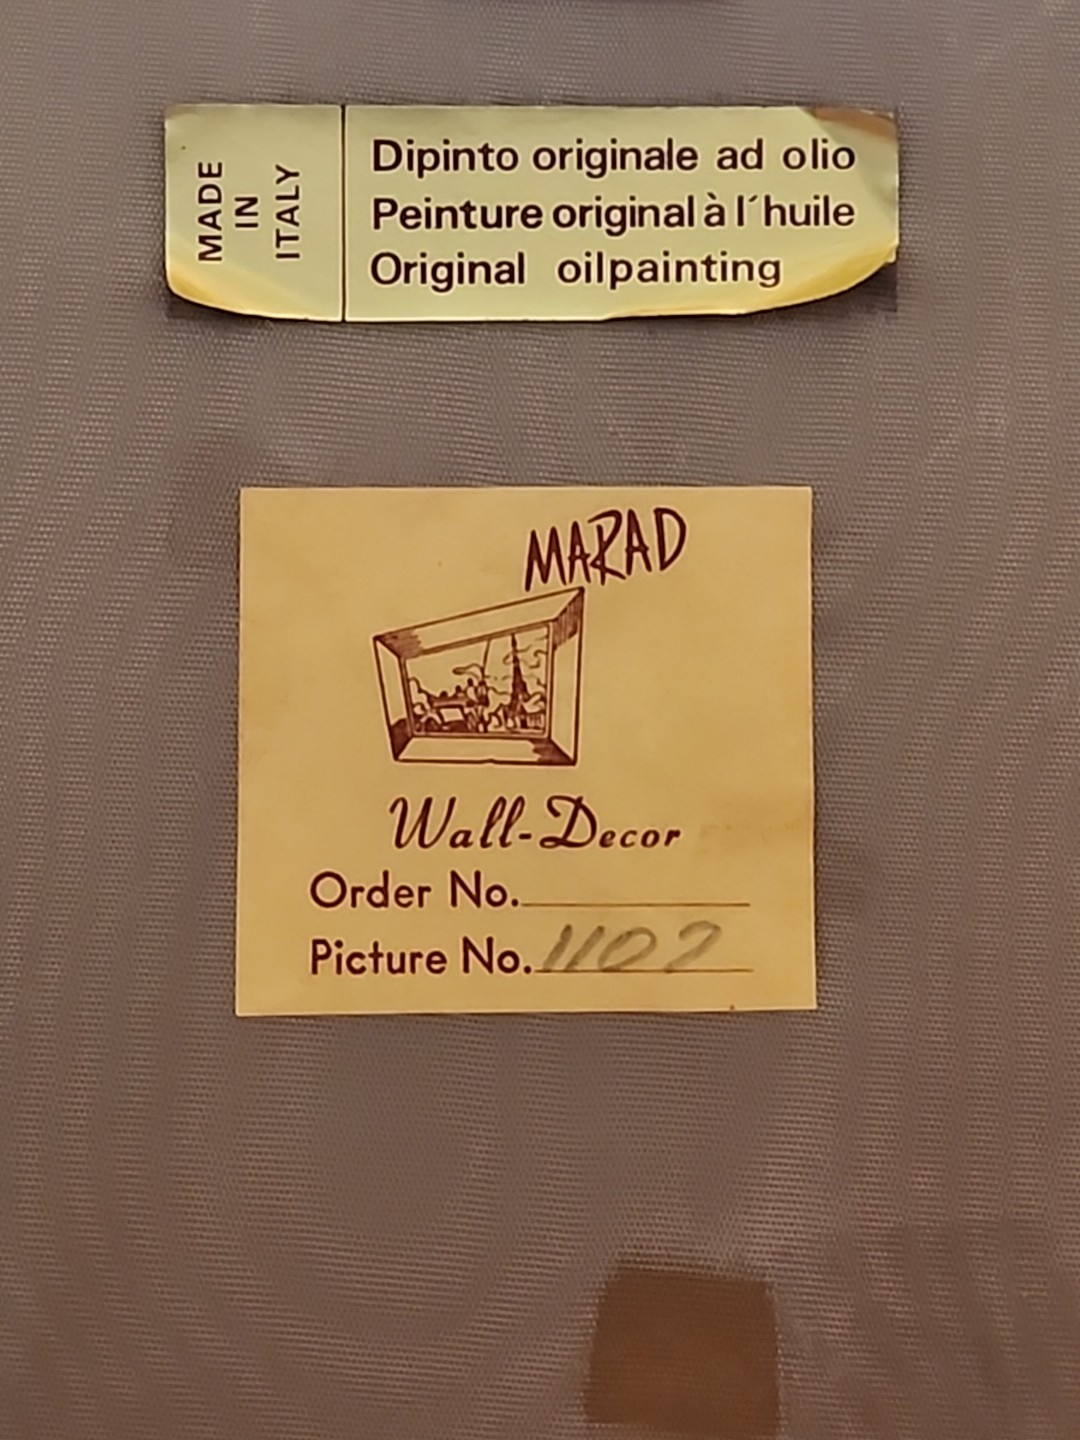 MADE
IN
ITALY
Dipinto originale ad olio
Peinture original à l´huile
Original oilpainting
MARAD
Wall-Decor
Order No.
Picture No. 1107